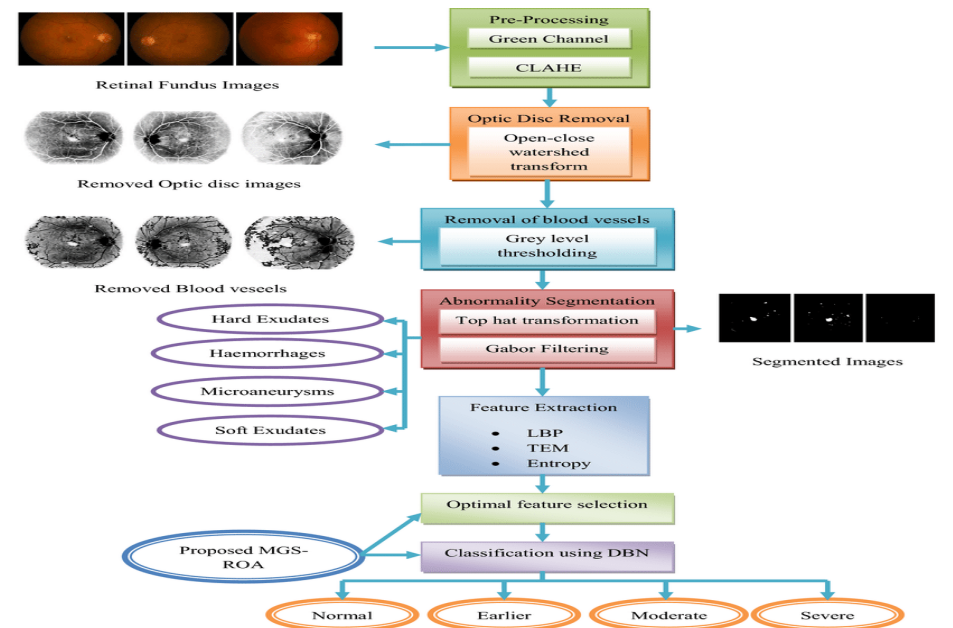 Pre-Processing
Green Channel
CLAHE
Retinal Fundus Images
Optic Disc Removal
Open-close
watershed
transform
Removed Optic disc images
Removal of blood vessels
Grey level
thresholding
Removed Blood veseels
Abnormality Segmentation
Top hat transformation
Gabor Filtering
Hard Exudates
Haemorrhages
Microaneurysms
Soft Exudates
Segmented Images
Feature Extraction
• LBP
• TEM
• Entropy
Optimal feature selection
Proposed MGS-
ROA
Classification using DBN
Normal
Earlier
Moderate
Severe